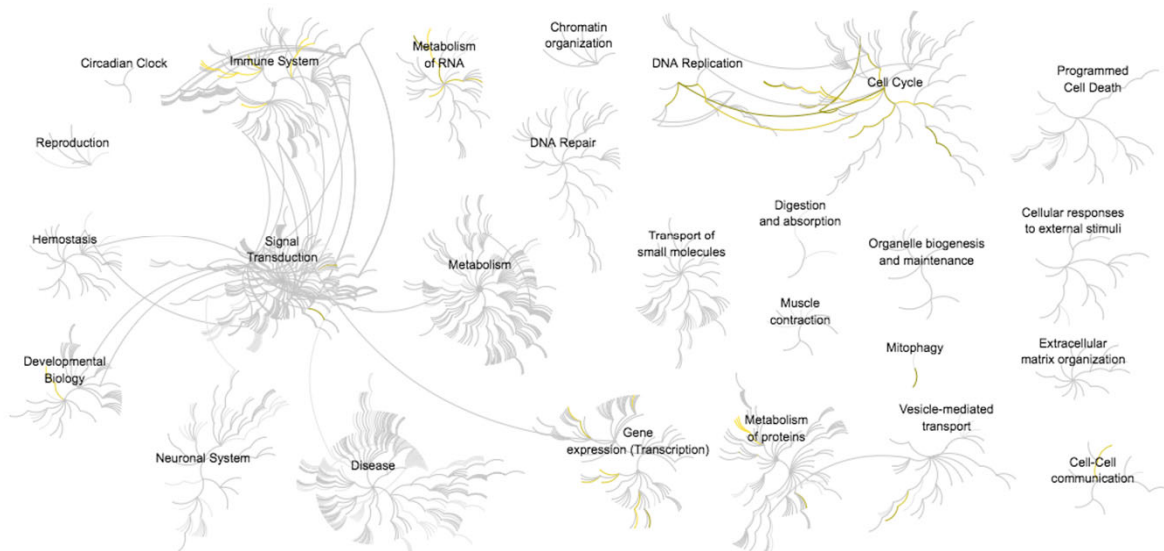 Circadian Clock
Immune System
Metabolism
of RNA
Chromatin
organization
DNA Replication
Cell Cycle
Programmed
Cell Death
Reproduction
DNA Repair
Hemostasis
Signal
Transduction
Metabolism
Transport of
small molecules
Digestion
and absorption
Organelle biogenesis
and maintenance
Cellular responses
to external stimuli
Muscle
contraction
Mitophagy
Extracellular
matrix organization
Developmental
Biology
Neuronal System
Disease
Gene
expression (Transcription)
Metabolism
of proteins
Vesicle-mediated
transport
Cell-Cell
communication